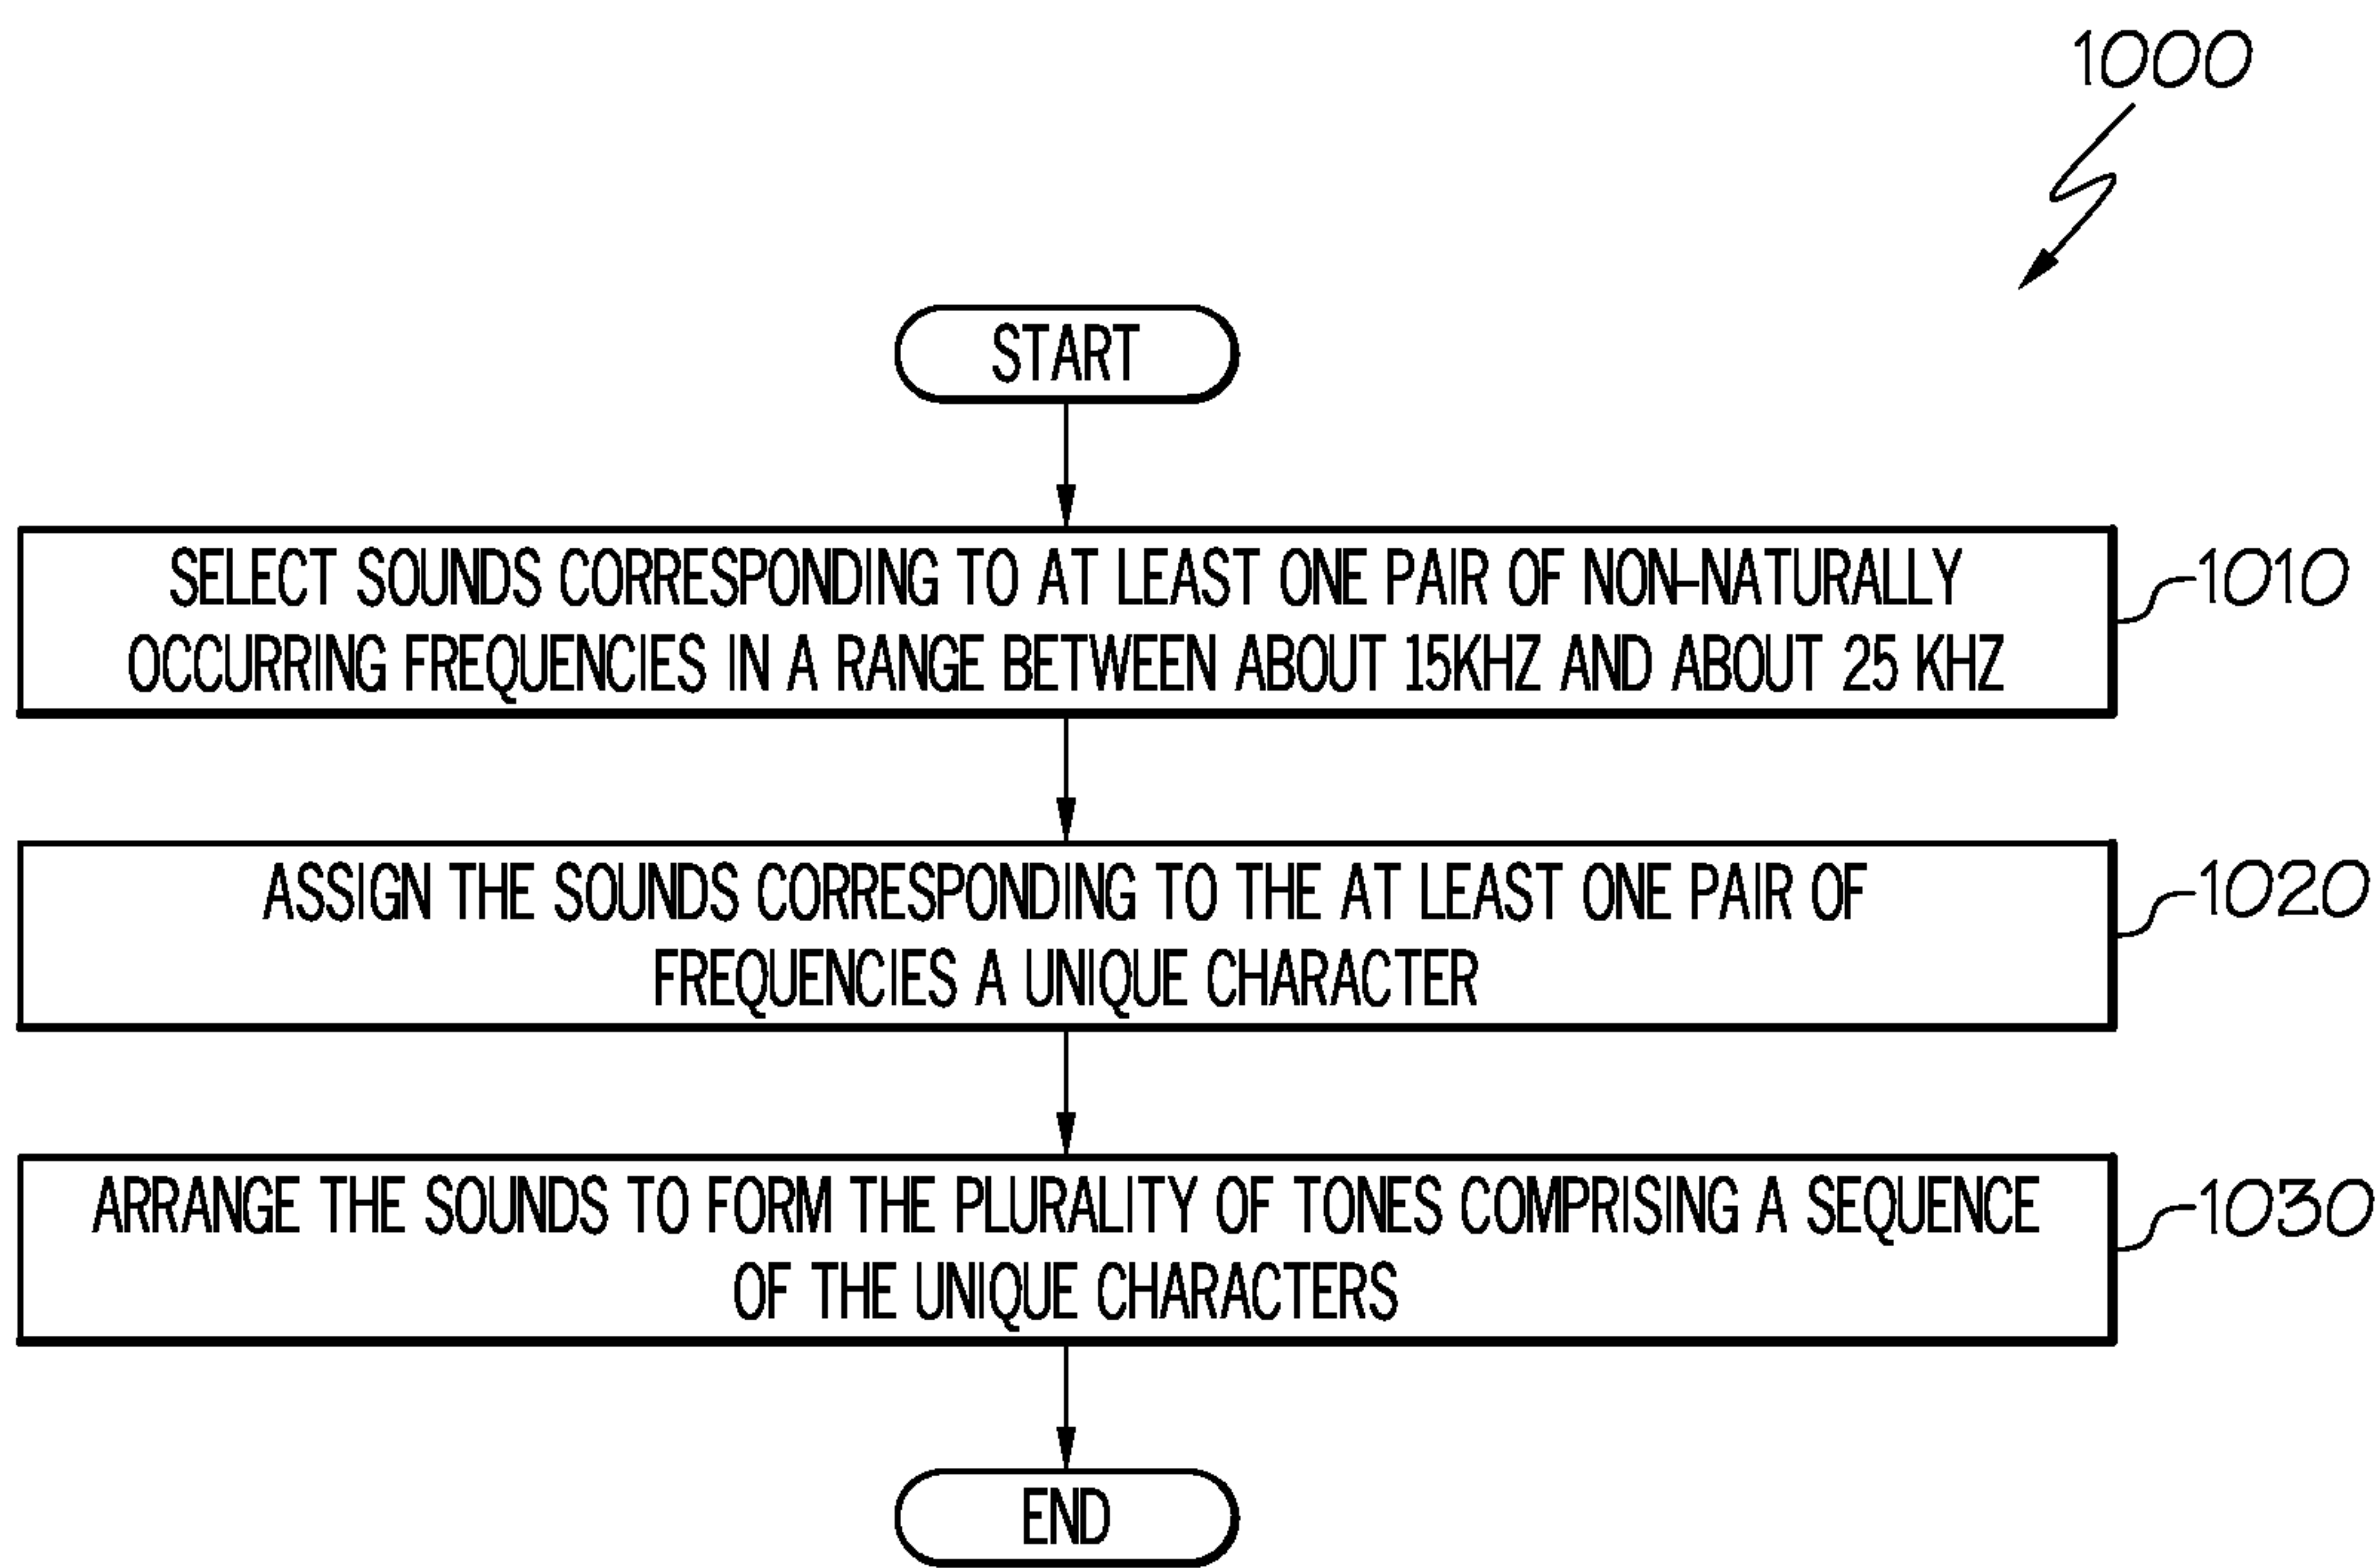 1000
START
SELECT SOUNDS CORRESPONDING TO AT LEAST ONE PAIR OF NON-NATURALLY
OCCURRING FREQUENCIES IN A RANGE BETWEEN ABOUT 15KHZ AND ABOUT 25 KHZ
1010
ASSIGN THE SOUNDS CORRESPONDING TO THE AT LEAST ONE PAIR OF
FREQUENCIES A UNIQUE CHARACTER
1020
ARRANGE THE SOUNDS TO FORM THE PLURALITY OF TONES COMPRISING A SEQUENCE
OF THE UNIQUE CHARACTERS
1030
END